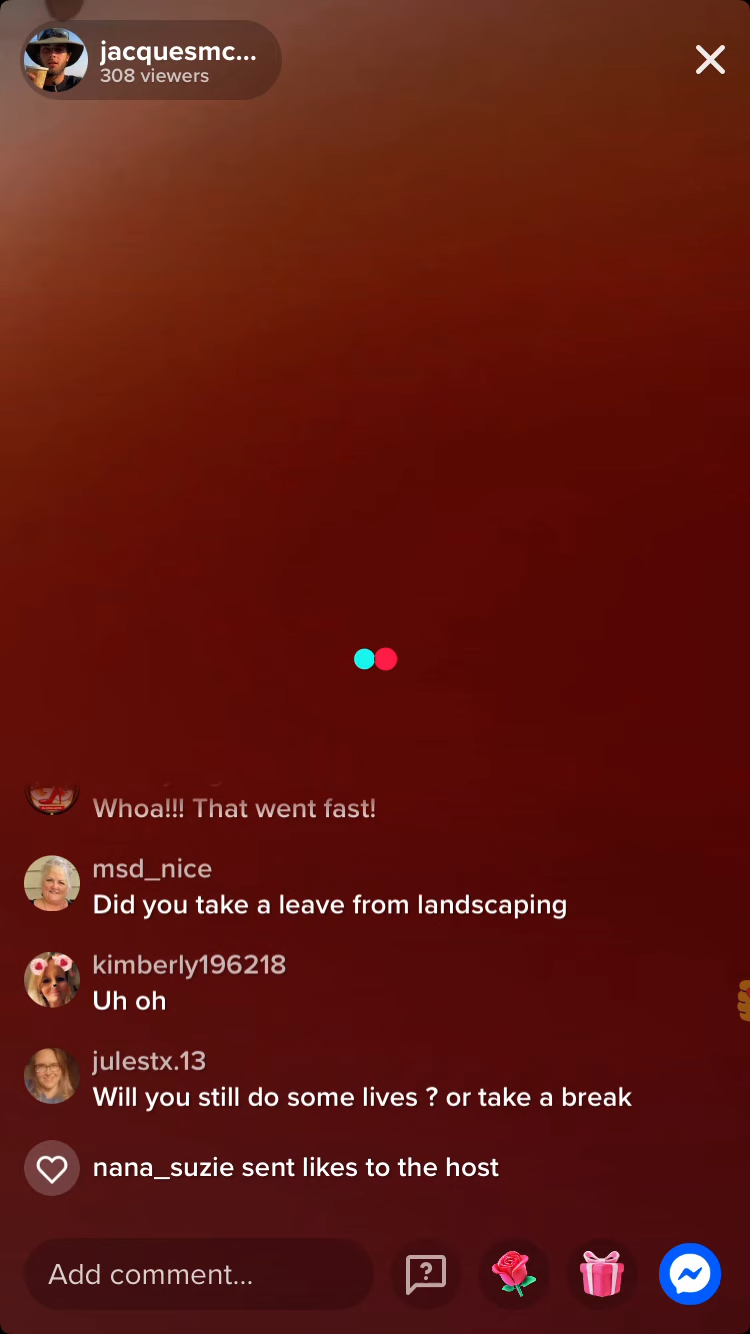 jacquesmc...
308 viewers
Whoa!!! That went fast!
msd_nice
Did you take a leave from landscaping
kimberly196218
Uh oh
julestx.13
Will you still do some lives ? or take a break
nana_suzie sent likes to the host
Add comment...